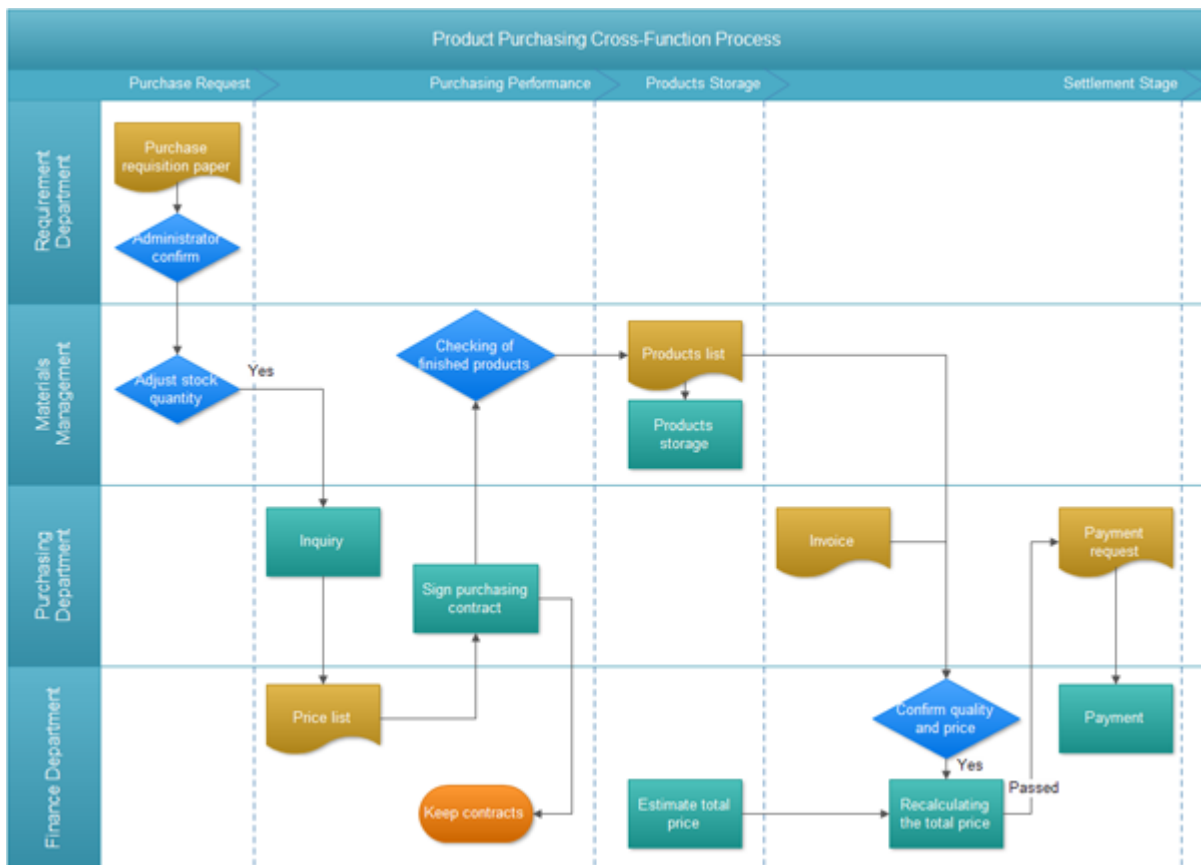 Product Purchasing Cross-Function Process
Purchase Request
Purchasing Performance
Products Storage
Settlement Stage
Requirement
Department
Purchase
requisition paper
Administrator
confirm
Materials
Management
Adjust stock
quantity
Yes
Checking of
finished products
Products list
Products
storage
Purchasing
Department
Inquiry
Sign purchasing
contract
Invoice
Payment
request
Finance Department
Price list
Keep contracts
Estimate total
price
Confirm quality
and price
Yes
Recalculating
the total price
Passed
Payment